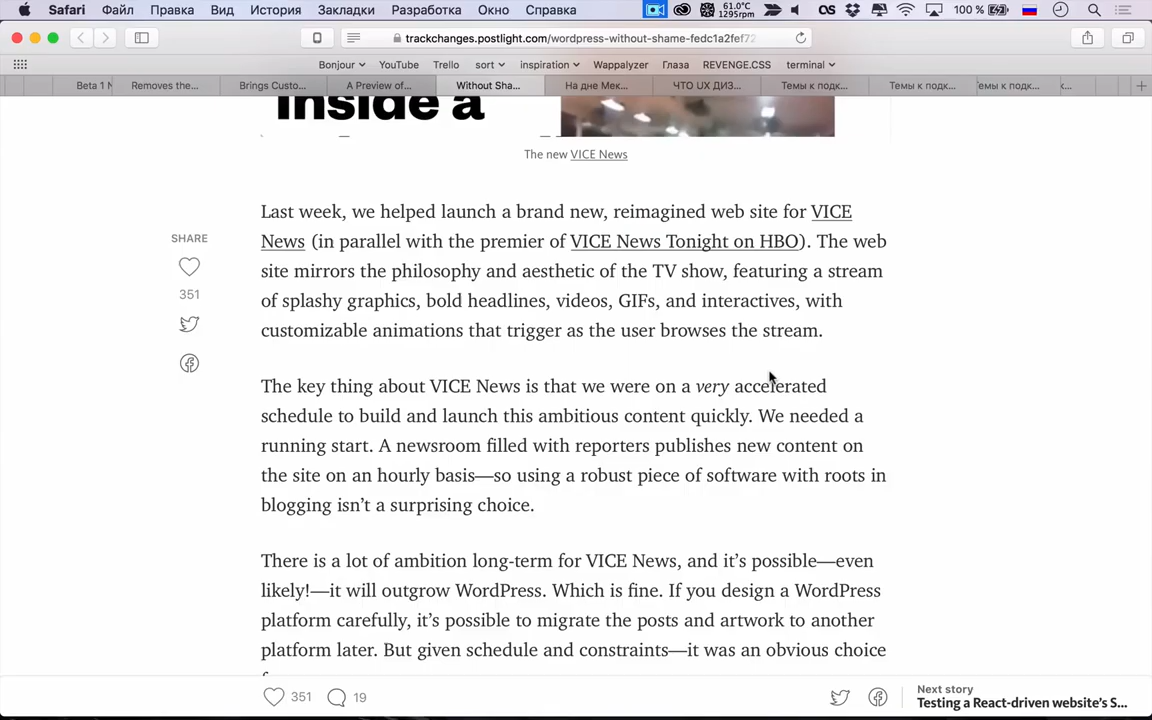 Safari Файл Правка Вид История Закладки Разработка Окно Справка 61.0°C 1295rpm 100 %
trackchanges.postlight.com/wordpress-without-shame-fedc1a2fef72
Bonjour YouTube Trello sort inspiration Wappalyzer Глаза REVENGE.CSS terminal
Beta 1 N Removes the... Brings Custo... A Preview of... Without Sha... На дне Мек... ЧТО UX ДИЗ... Темы к подк... Темы к подк... Темы к подк...
inside a
The new VICE News
Last week, we helped launch a brand new, reimagined web site for VICE
News (in parallel with the premier of VICE News Tonight on HBO). The web
site mirrors the philosophy and aesthetic of the TV show, featuring a stream
of splashy graphics, bold headlines, videos, GIFs, and interactives, with
customizable animations that trigger as the user browses the stream.
SHARE
351
The key thing about VICE News is that we were on a very accelerated
schedule to build and launch this ambitious content quickly. We needed a
running start. A newsroom filled with reporters publishes new content on
the site on an hourly basis—so using a robust piece of software with roots in
blogging isn't a surprising choice.
There is a lot of ambition long-term for VICE News, and it's possible—even
likely!—it will outgrow WordPress. Which is fine. If you design a WordPress
platform carefully, it's possible to migrate the posts and artwork to another
platform later. But given schedule and constraints—it was an obvious choice
351 19
Next story
Testing a React-driven website's S...